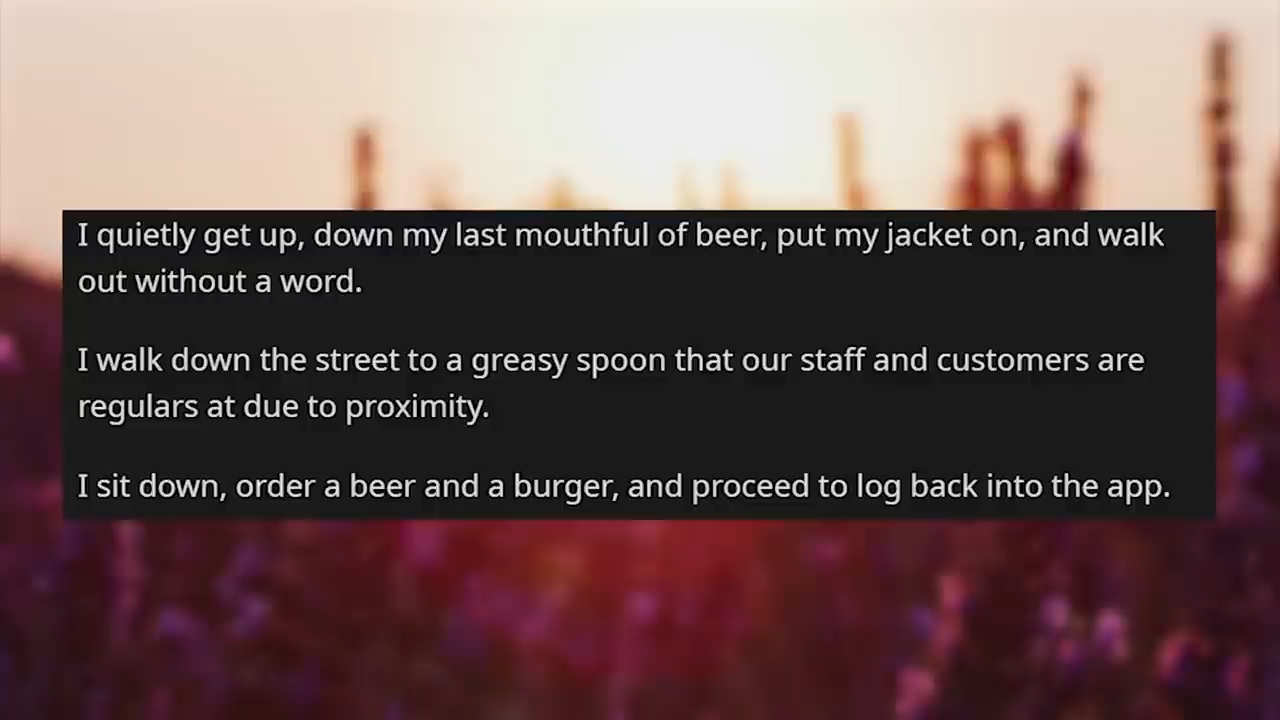 I quietly get up, down my last mouthful of beer, put my jacket on, and walk
out without a word.
I walk down the street to a greasy spoon that our staff and customers are
regulars at due to proximity.
I sit down, order a beer and a burger, and proceed to log back into the app.